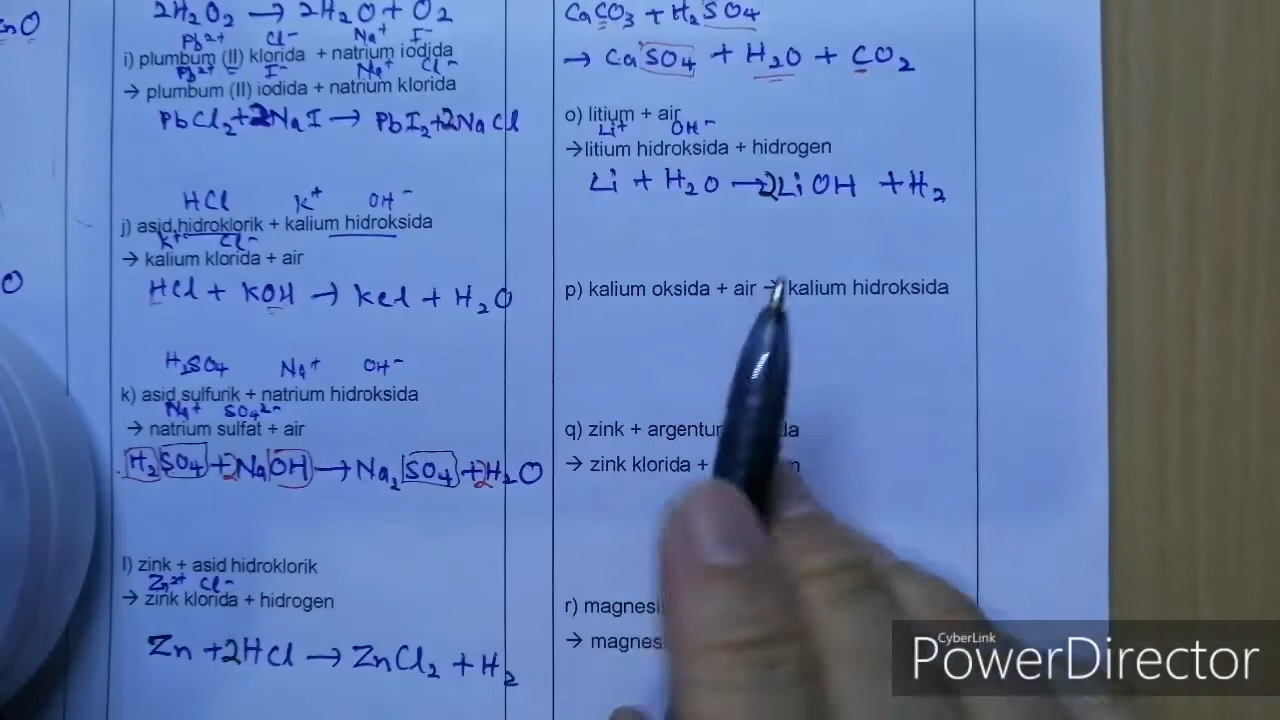 nO
O
2H₂O₂ → 2H₂O + O₂
Pb²⁺ Cl⁻ Na⁺ I⁻
i) plumbum (II) klorida + natrium iodida
Pb²⁺ I⁻ Na⁺ Cl⁻
→ plumbum (II) iodida + natrium klorida
PbCl₂ + 2NaI → PbI₂ + 2NaCl
HCl K⁺ OH⁻
j) asid hidroklorik + kalium hidroksida
K⁺ Cl⁻
→ kalium klorida + air
HCl + KOH → KCl + H₂O
H₂SO₄ Na⁺ OH⁻
k) asid sulfurik + natrium hidroksida
Na⁺ SO₄²⁻
→ natrium sulfat + air
H₂SO₄ + 2NaOH → Na₂SO₄ + 2H₂O
l) zink + asid hidroklorik
Zn²⁺ Cl⁻
→ zink klorida + hidrogen
Zn + 2HCl → ZnCl₂ + H₂
CaCO₃ + H₂SO₄
→ CaSO₄ + H₂O + CO₂
o) litium + air
Li⁺ OH⁻
→ litium hidroksida + hidrogen
Li + H₂O → 2LiOH + H₂
p) kalium oksida + air → kalium hidroksida
q) zink +
→ zink klorida +
r)
→
CyberLink
PowerDirector